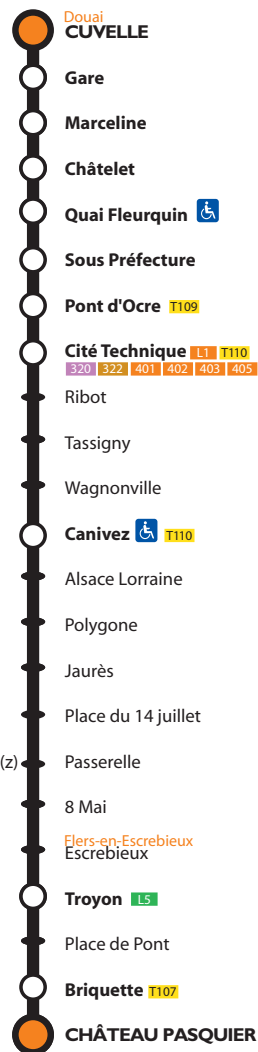 Douai
CUVELLE
Gare
Marceline
Châtelet
Quai Fleurquin
Sous Préfecture
Pont d'Ocre T109
Cité Technique L1 T110
320 322 401 402 403 405
Ribot
Tassigny
Wagnonville
Canivez T110
Alsace Lorraine
Polygone
Jaurès
Place du 14 juillet
(z) Passerelle
8 Mai
Flers-en-Escrebieux
Escrebieux
Troyon L5
Place de Pont
Briquette T107
CHÂTEAU PASQUIER